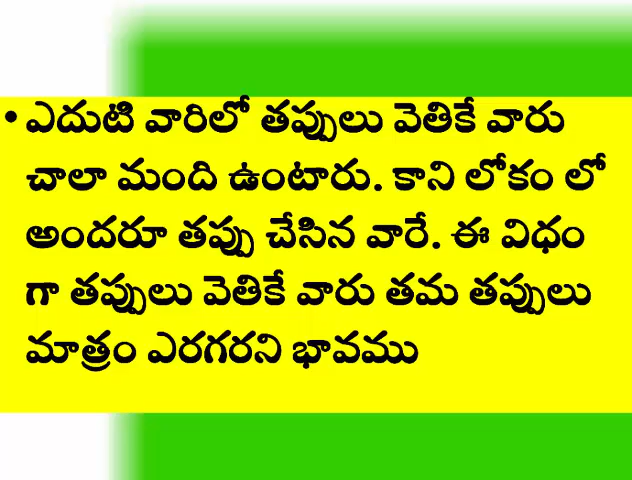 • ఎదుటి వారిలో తప్పులు వెతికే వారు
చాలా మంది ఉంటారు. కాని లోకం లో
అందరూ తప్పు చేసిన వారే. ఈ విధం
గా తప్పులు వెతికే వారు తమ తప్పులు
మాత్రం ఎరగరని భావము